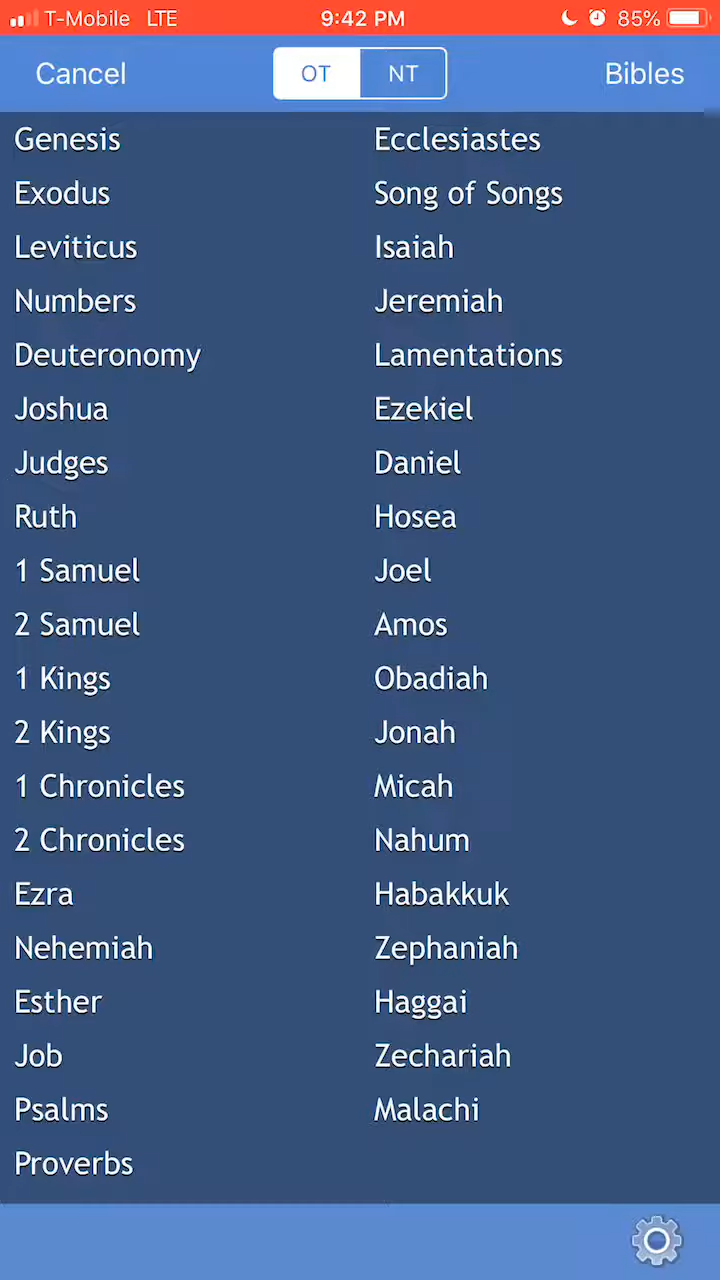 T-Mobile LTE 9:42 PM 85%
Cancel OT NT Bibles
Genesis
Exodus
Leviticus
Numbers
Deuteronomy
Joshua
Judges
Ruth
1 Samuel
2 Samuel
1 Kings
2 Kings
1 Chronicles
2 Chronicles
Ezra
Nehemiah
Esther
Job
Psalms
Proverbs
Ecclesiastes
Song of Songs
Isaiah
Jeremiah
Lamentations
Ezekiel
Daniel
Hosea
Joel
Amos
Obadiah
Jonah
Micah
Nahum
Habakkuk
Zephaniah
Haggai
Zechariah
Malachi